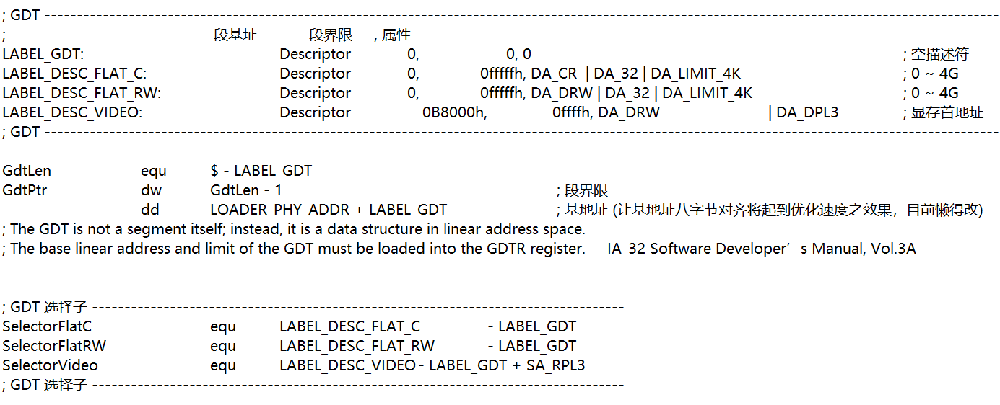 ; GDT ------------------------------------------------------------------------------------------------------------------------------------------------------------
; 段基址 段界限 , 属性
LABEL_GDT: Descriptor 0, 0, 0 ; 空描述符
LABEL_DESC_FLAT_C: Descriptor 0, 0fffffh, DA_CR | DA_32 | DA_LIMIT_4K ; 0 ~ 4G
LABEL_DESC_FLAT_RW: Descriptor 0, 0fffffh, DA_DRW | DA_32 | DA_LIMIT_4K ; 0 ~ 4G
LABEL_DESC_VIDEO: Descriptor 0B8000h, 0ffffh, DA_DRW | DA_DPL3 ; 显存首地址
; GDT ------------------------------------------------------------------------------------------------------------------------------------------------------------
GdtLen equ $ - LABEL_GDT
GdtPtr dw GdtLen - 1 ; 段界限
dd LOADER_PHY_ADDR + LABEL_GDT ; 基地址 (让基地址八字节对齐将起到优化速度之效果，目前懒得改)
; The GDT is not a segment itself; instead, it is a data structure in linear address space.
; The base linear address and limit of the GDT must be loaded into the GDTR register. -- IA-32 Software Developer’s Manual, Vol.3A
; GDT 选择子 ----------------------------------------------------------------------------------
SelectorFlatC equ LABEL_DESC_FLAT_C - LABEL_GDT
SelectorFlatRW equ LABEL_DESC_FLAT_RW - LABEL_GDT
SelectorVideo equ LABEL_DESC_VIDEO - LABEL_GDT + SA_RPL3
; GDT 选择子 ----------------------------------------------------------------------------------